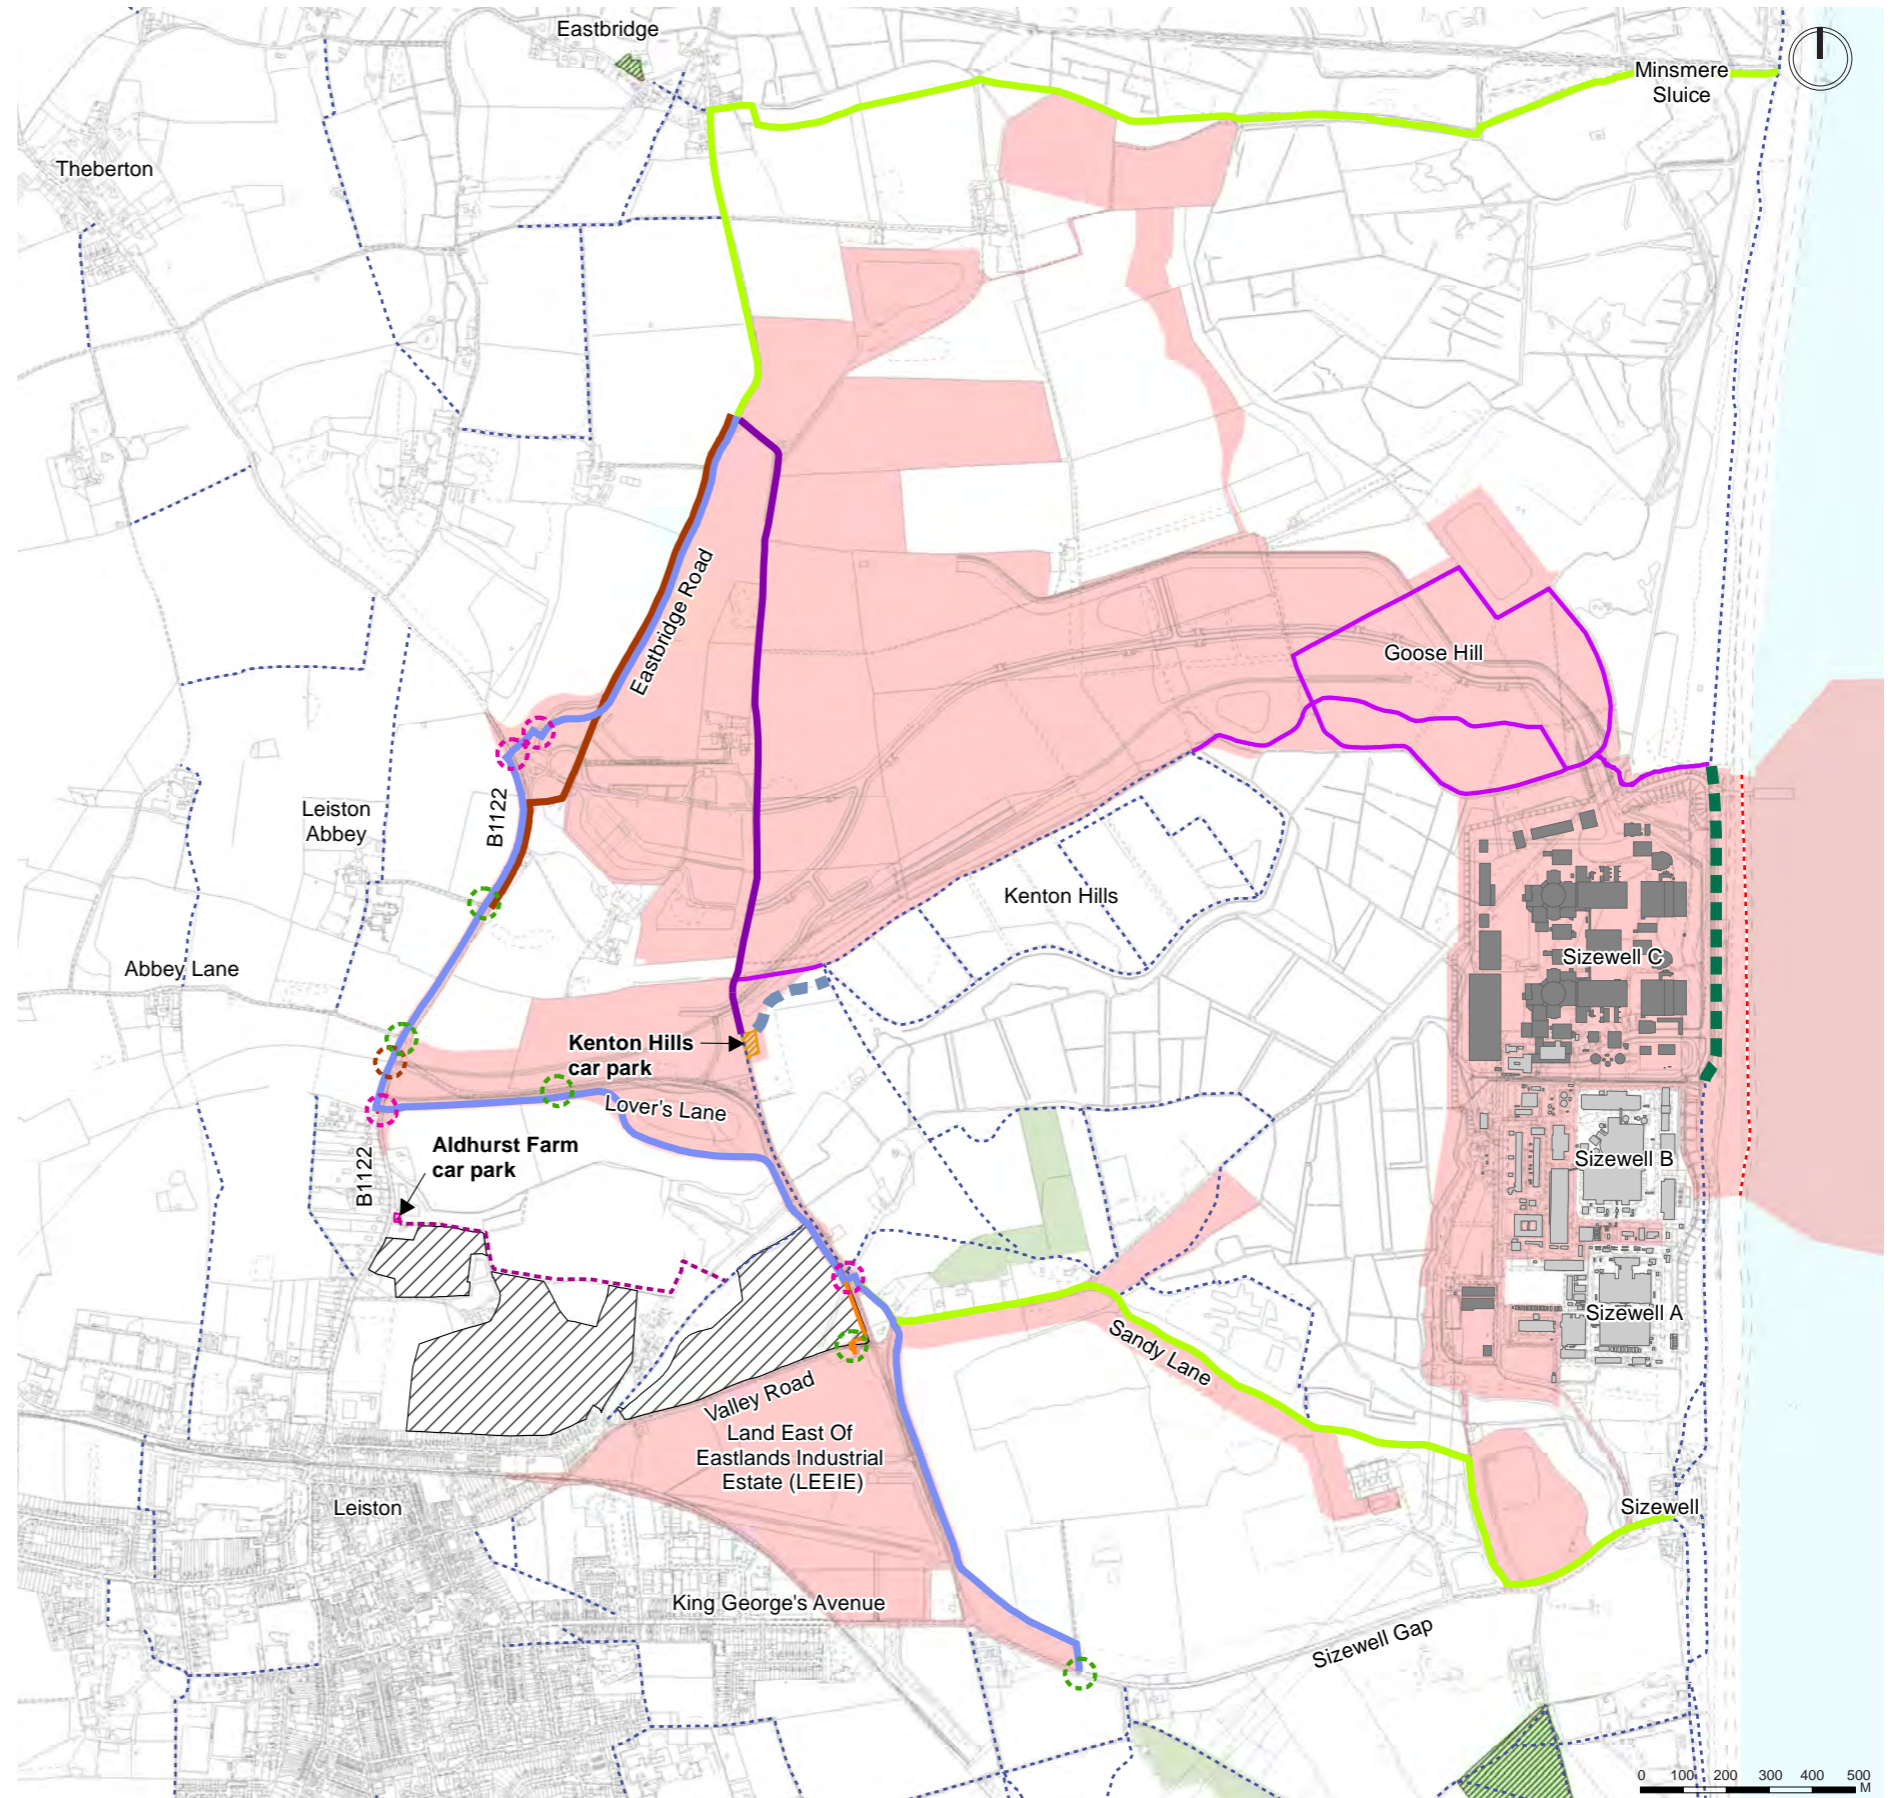 Eastbridge
Minsmere
Sluice
Theberton
Eastbridge Road
Goose Hill
B1122
Leiston
Abbey
Kenton Hills
Sizewell C
Abbey Lane
Kenton Hills
car park
Lover's Lane
Aldhurst Farm
car park
B1122
Sizewell B
Sizewell A
Sandy Lane
Valley Road
Land East Of
Eastlands Industrial
Estate (LEEIE)
Leiston
Sizewell
King George's Avenue
Sizewell Gap
0 100 200 300 400 500
M